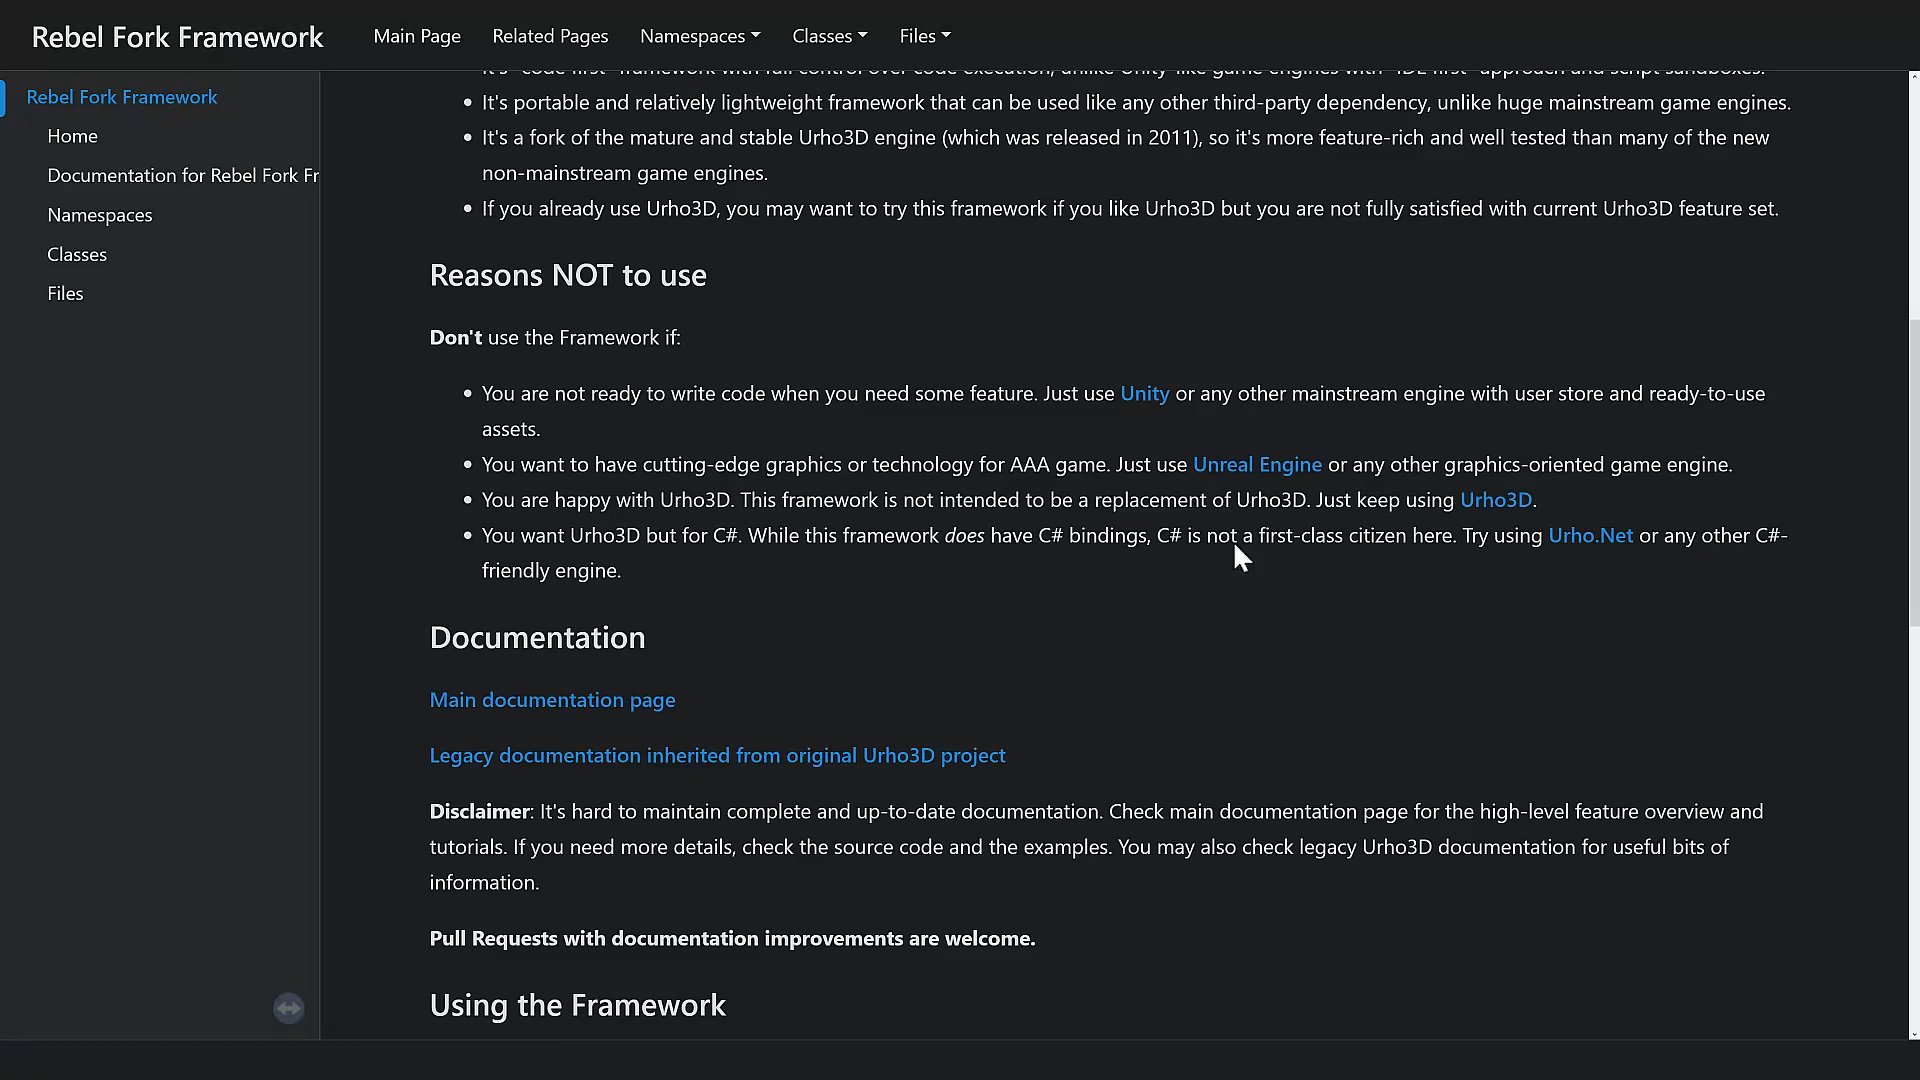 Rebel Fork Framework
Main Page
Related Pages
Namespaces
Classes
Files
Rebel Fork Framework
Home
Documentation for Rebel Fork Fr
Namespaces
Classes
Files
It's "code first" framework with full control over code execution, unlike Unity-like game engines with "IDE first" approach and script sandboxes.
• It's portable and relatively lightweight framework that can be used like any other third-party dependency, unlike huge mainstream game engines.
• It's a fork of the mature and stable Urho3D engine (which was released in 2011), so it's more feature-rich and well tested than many of the new
non-mainstream game engines.
• If you already use Urho3D, you may want to try this framework if you like Urho3D but you are not fully satisfied with current Urho3D feature set.
Reasons NOT to use
Don't use the Framework if:
• You are not ready to write code when you need some feature. Just use Unity or any other mainstream engine with user store and ready-to-use
assets.
• You want to have cutting-edge graphics or technology for AAA game. Just use Unreal Engine or any other graphics-oriented game engine.
• You are happy with Urho3D. This framework is not intended to be a replacement of Urho3D. Just keep using Urho3D.
• You want Urho3D but for C#. While this framework does have C# bindings, C# is not a first-class citizen here. Try using Urho.Net or any other C#-
friendly engine.
Documentation
Main documentation page
Legacy documentation inherited from original Urho3D project
Disclaimer: It's hard to maintain complete and up-to-date documentation. Check main documentation page for the high-level feature overview and
tutorials. If you need more details, check the source code and the examples. You may also check legacy Urho3D documentation for useful bits of
information.
Pull Requests with documentation improvements are welcome.
Using the Framework